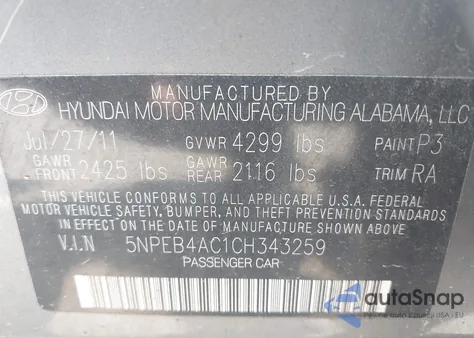 MANUFACTURED BY
HYUNDAI MOTOR MANUFACTURING ALABAMA, LLC
Jul/27/11 GVWR 4299 lbs PAINT P3
GAWR FRONT 2425 lbs GAWR REAR 2116 lbs TRIM RA
THIS VEHICLE CONFORMS TO ALL APPLICABLE U.S.A. FEDERAL
MOTOR VEHICLE SAFETY, BUMPER, AND THEFT PREVENTION STANDARDS
IN EFFECT ON THE DATE OF MANUFACTURE SHOWN ABOVE.
V.I.N 5NPEB4AC1CH343259
PASSENGER CAR
autoSnap